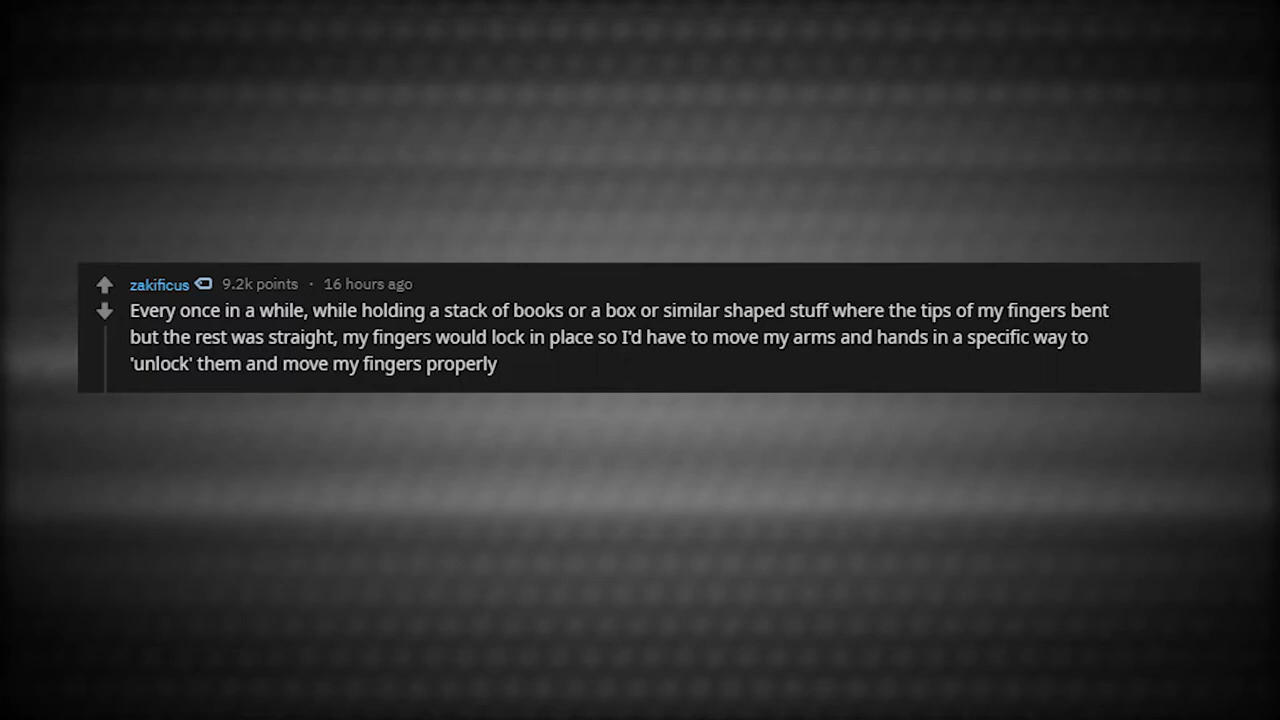 zakificus 9.2k points · 16 hours ago
Every once in a while, while holding a stack of books or a box or similar shaped stuff where the tips of my fingers bent
but the rest was straight, my fingers would lock in place so I'd have to move my arms and hands in a specific way to
'unlock' them and move my fingers properly